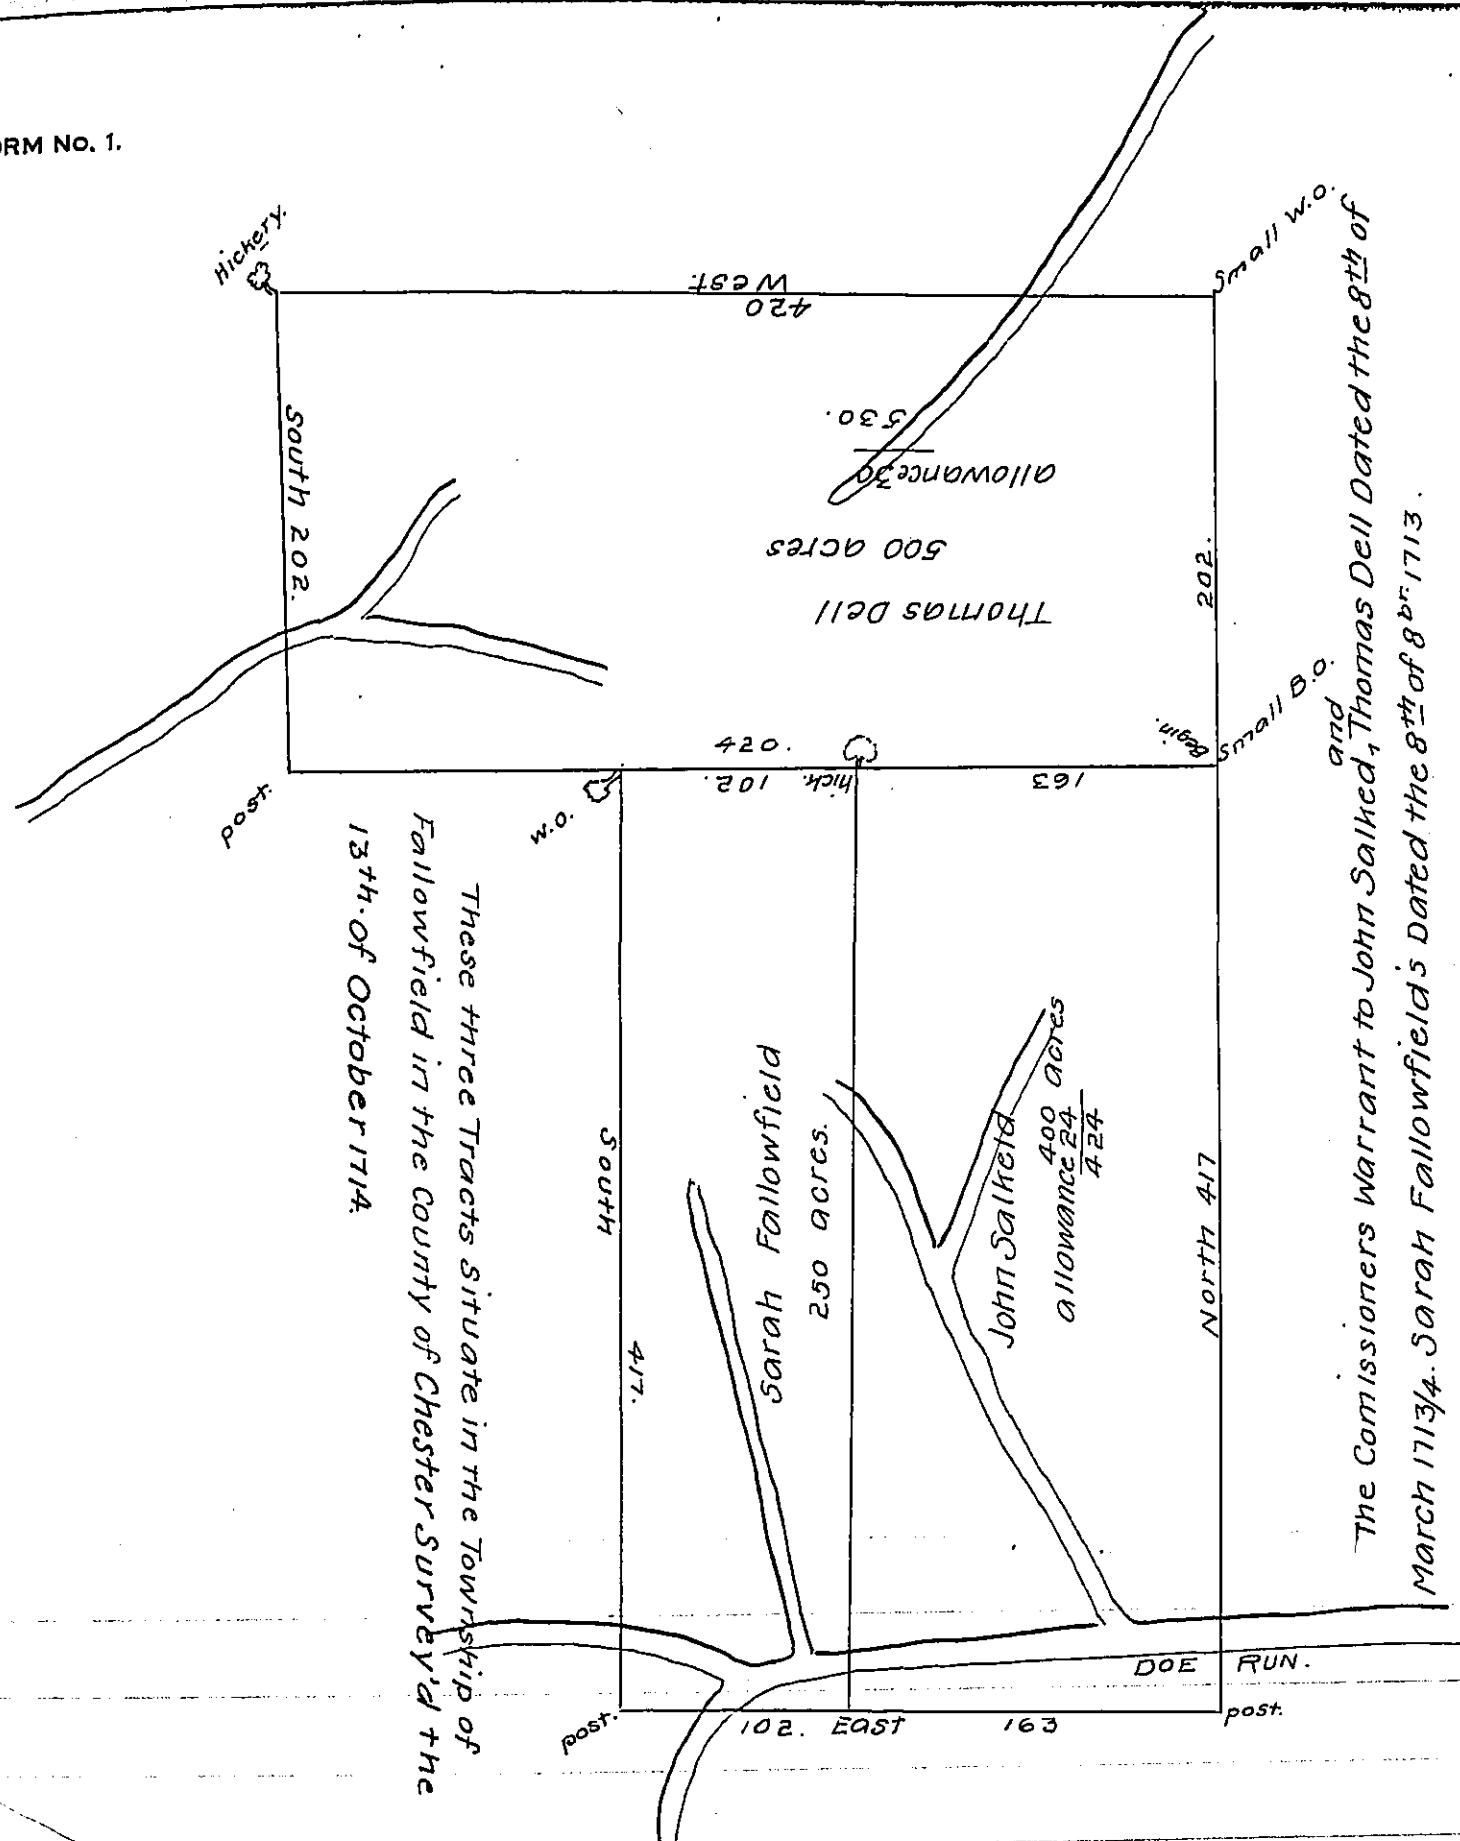 ORM No. 1.
Hickery.
West.
420
Small W.O.
South 202.
530.
allowance 30
500 acres
Thomas Dell
202.
Begin.
Small B.O.
420.
post.
w.o.
102.
hick.
163
These three Tracts Situate in the Township of
Fallowfield in the County of Chester Survey'd the
13th. of October 1714.
South
417.
Sarah Fallowfield
250 acres.
John Salkeld
400 acres
allowance 24
424
North 417
The Comissioners Warrant to John Salked, and Thomas Dell Dated the 8th of
March 1713/4. Sarah Fallowfield's Dated the 8th of 8br. 1713.
DOE RUN.
post.
102. East 163
post.